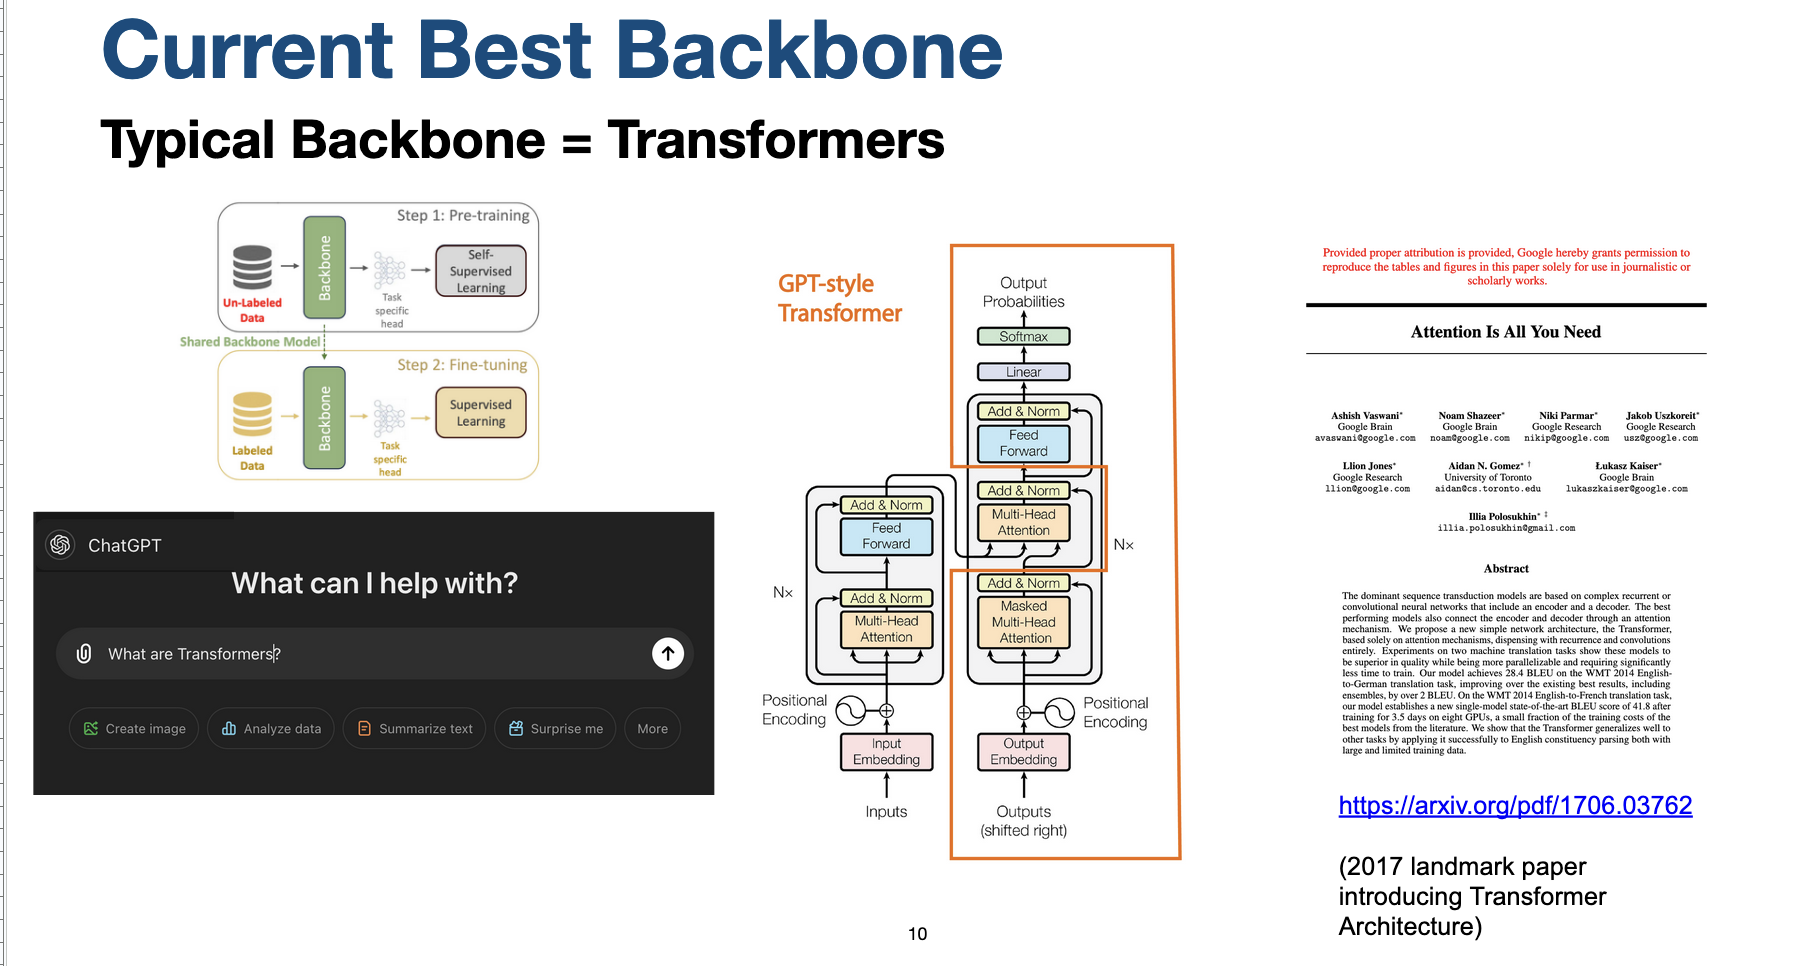 Current Best Backbone
Typical Backbone = Transformers
Step 1: Pre-training
Backbone
Self-
Supervised
Learning
Un-Labeled
Data
Task
specific
head
Shared Backbone Model
Step 2: Fine-tuning
Backbone
Supervised
Learning
Labeled
Data
Task
specific
head
ChatGPT
What can I help with?
What are Transformers?
Create image
Analyze data
Summarize text
Surprise me
More
GPT-style
Transformer
Output
Probabilities
Softmax
Linear
Add & Norm
Feed
Forward
Add & Norm
Multi-Head
Attention
Nx
Add & Norm
Masked
Multi-Head
Attention
Positional
Encoding
Output
Embedding
Outputs
(shifted right)
Add & Norm
Feed
Forward
Nx
Add & Norm
Multi-Head
Attention
Positional
Encoding
Input
Embedding
Inputs
Provided proper attribution is provided, Google hereby grants permission to
reproduce the tables and figures in this paper solely for use in journalistic or
scholarly works.
Attention Is All You Need
Ashish Vaswani*
Google Brain
avaswani@google.com
Noam Shazeer*
Google Brain
noam@google.com
Niki Parmar*
Google Research
nikip@google.com
Jakob Uszkoreit*
Google Research
usz@google.com
Llion Jones*
Google Research
llion@google.com
Aidan N. Gomez* †
University of Toronto
aidan@cs.toronto.edu
Łukasz Kaiser*
Google Brain
lukaszkaiser@google.com
Illia Polosukhin* ‡
illia.polosukhin@gmail.com
Abstract
The dominant sequence transduction models are based on complex recurrent or
convolutional neural networks that include an encoder and a decoder. The best
performing models also connect the encoder and decoder through an attention
mechanism. We propose a new simple network architecture, the Transformer,
based solely on attention mechanisms, dispensing with recurrence and convolutions
entirely. Experiments on two machine translation tasks show these models to
be superior in quality while being more parallelizable and requiring significantly
less time to train. Our model achieves 28.4 BLEU on the WMT 2014 English-
to-German translation task, improving over the existing best results, including
ensembles, by over 2 BLEU. On the WMT 2014 English-to-French translation task,
our model establishes a new single-model state-of-the-art BLEU score of 41.8 after
training for 3.5 days on eight GPUs, a small fraction of the training costs of the
best models from the literature. We show that the Transformer generalizes well to
other tasks by applying it successfully to English constituency parsing both with
large and limited training data.
https://arxiv.org/pdf/1706.03762
(2017 landmark paper
introducing Transformer
Architecture)
10